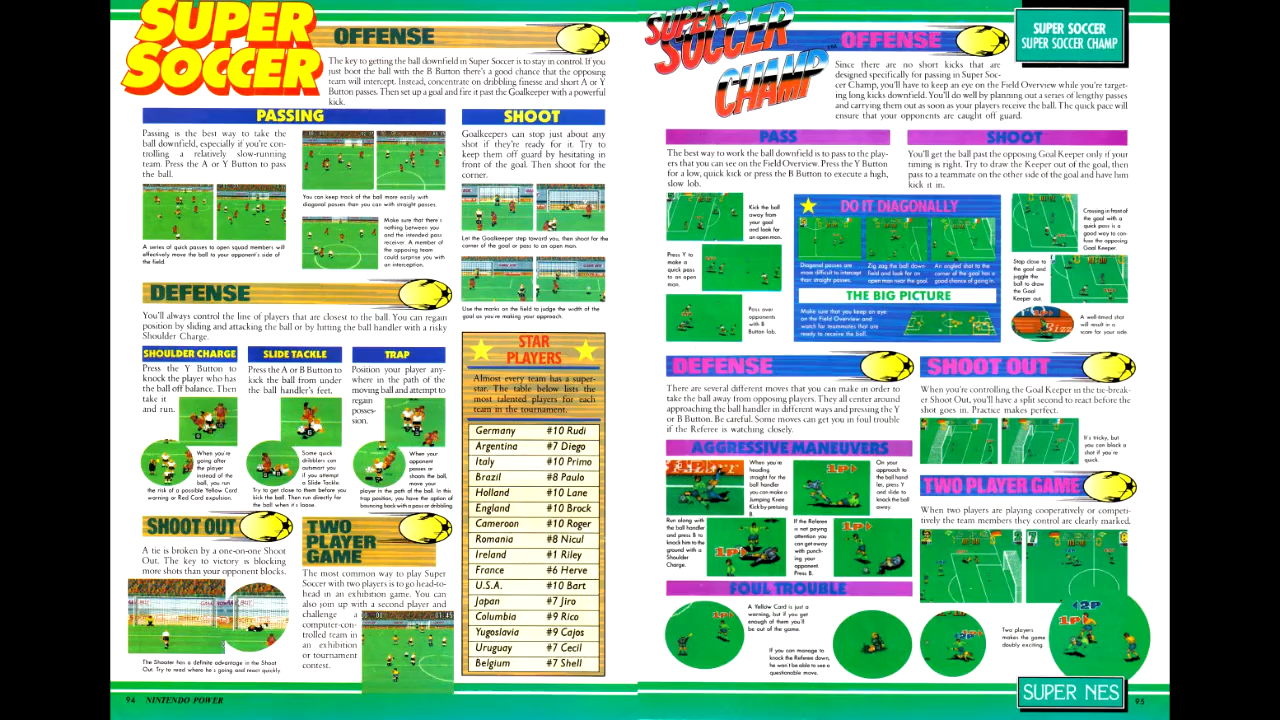 SUPER
SOCCER
OFFENSE
The key to getting the ball downfield in Super Soccer is to stay in control. If you
just boot the ball with the B Button there's a good chance that the opposing
team will intercept. Instead, concentrate on dribbling finesse and short A or Y
Button passes. Then set up a goal and fire it past the Goalkeeper with a powerful
kick.
PASSING
Passing is the best way to take the
ball downfield, especially if you're con-
trolling a relatively slow-running
team. Press the A or Y Button to pass
the ball.
A series of quick passes to open squad members will
effectively move the ball to your opponent's side of
the field.
You can keep track of the ball more easily with
diagonal passes than you can with straight passes.
Make sure that there's
nothing between you
and the intended pass
receiver. A member of
the opposing team
could surprise you with
an interception.
SHOOT
Goalkeepers can stop just about any
shot if they're ready for it. Try to
keep them off guard by hesitating in
front of the goal. Then shoot for the
corner.
Let the Goalkeeper step toward you, then shoot for the
corner of the goal or pass to an open man.
Use the marks on the field to judge the width of the
goal as you're making your approach.
DEFENSE
You'll always control the line of players that are closest to the ball. You can regain
position by sliding and attacking the ball or by hitting the ball handler with a risky
Shoulder Charge.
SHOULDER CHARGE
Press the Y Button to
knock the player who has
the ball off balance. Then
take it
and run.
When you're
going after
the player
instead of the
ball, you run
the risk of a possible Yellow Card
warning or Red Card expulsion.
SLIDE TACKLE
Press the A or B Button to
kick the ball from under
the ball handler's feet.
Some quick
dribblers can
outsmart you
if you attempt
a Slide Tackle.
Try to get close to them before you
kick the ball. Then run directly for
the ball when it's loose.
TRAP
Position your player any-
where in the path of the
moving ball and attempt to
regain
posses-
sion.
When your
opponent
passes or
shoots the ball,
move your
player in the path of the ball. In this
trap position, you have the option of
bouncing back with a pass or dribbling.
SHOOT OUT
A tie is broken by a one-on-one Shoot
Out. The key to victory is blocking
more shots than your opponent blocks.
The Shooter has a definite advantage in the Shoot
Out. Try to read where he's going and react quickly
TWO
PLAYER
GAME
The most common way to play Super
Soccer with two players is to go head-to-
head in an exhibition game. You can
also join up with a second player and
challenge a
computer-con-
trolled team in
an exhibition
or tournament
contest.
STAR
PLAYERS
Almost every team has a super-
star. The table below lists the
most talented players for each
team in the tournament.
Germany #10 Rudi
Argentina #7 Diego
Italy #10 Primo
Brazil #8 Paulo
Holland #10 Lane
England #10 Brock
Cameroon #10 Roger
Romania #8 Nicul
Ireland #1 Riley
France #6 Herve
U.S.A. #10 Bart
Japan #7 Jiro
Columbia #9 Rico
Yugoslavia #9 Cajos
Uruguay #7 Cecil
Belgium #7 Shell
94 NINTENDO POWER
SUPER
SOCCER
CHAMP
OFFENSE
SUPER SOCCER
SUPER SOCCER CHAMP
Since there are no short kicks that are
designed specifically for passing in Super Soc-
cer Champ, you'll have to keep an eye on the Field Overview while you're target-
ing long kicks downfield. You'll do well by planning out a series of lengthy passes
and carrying them out as soon as your players receive the ball. The quick pace will
ensure that your opponents are caught off guard.
PASS
The best way to work the ball downfield is to pass to the play-
ers that you can see on the Field Overview. Press the Y Button
for a low, quick kick or press the B Button to execute a high,
slow lob.
Kick the ball
away from
your goal
and look for
an open man.
Press Y to
make a
quick pass
to an open
man.
Pass over
opponents
with B
Button lob.
SHOOT
You'll get the ball past the opposing Goal Keeper only if your
timing is right. Try to draw the Keeper out of the goal, then
pass to a teammate on the other side of the goal and have him
kick it in.
DO IT DIAGONALLY
Diagonal passes are
more difficult to intercept
than straight passes.
Zig zag the ball down-
field and look for an
open man near the goal.
An angled shot to the
corner of the goal has a
good chance of going in.
THE BIG PICTURE
Make sure that you keep an eye
on the Field Overview and
watch for teammates that are
ready to receive the ball.
Crossing in front of
the goal with a
quick pass is a
good way to con-
fuse the opposing
Goal Keeper.
Stop close to
the goal and
juggle the
ball to draw
the Goal
Keeper out.
A well-timed shot
will result in a
score for your side.
DEFENSE
There are several different moves that you can make in order to
take the ball away from opposing players. They all center around
approaching the ball handler in different ways and pressing the Y
or B Button. Be careful. Some moves can get you in foul trouble
if the Referee is watching closely.
AGGRESSIVE MANEUVERS
When you're
heading
straight for the
ball handler
you can make a
Jumping Knee
Kick by pressing
B.
1P
On your
approach to
the ball hand
ler, press Y
and slide to
knock the ball
away.
Run along with
the ball handler
and press B to
knock him to the
ground with a
Shoulder
Charge.
1P
If the Referee
is not paying
attention you
can get away
with punch-
ing your
opponent.
Press B.
1P
FOUL TROUBLE
1P
A Yellow Card is just a
warning, but if you get
enough of them you'll
be out of the game.
If you can manage to
knock the Referee down,
he won't be able to see a
questionable move.
SHOOT OUT
When you're controlling the Goal Keeper in the tie-break-
er Shoot Out, you'll have a split second to react before the
shot goes in. Practice makes perfect.
It's tricky, but
you can block a
shot if you're
quick.
TWO PLAYER GAME
When two players are playing cooperatively or competi-
tively the team members they control are clearly marked.
Two players
makes the game
doubly exciting.
2P
1P
SUPER NES
95